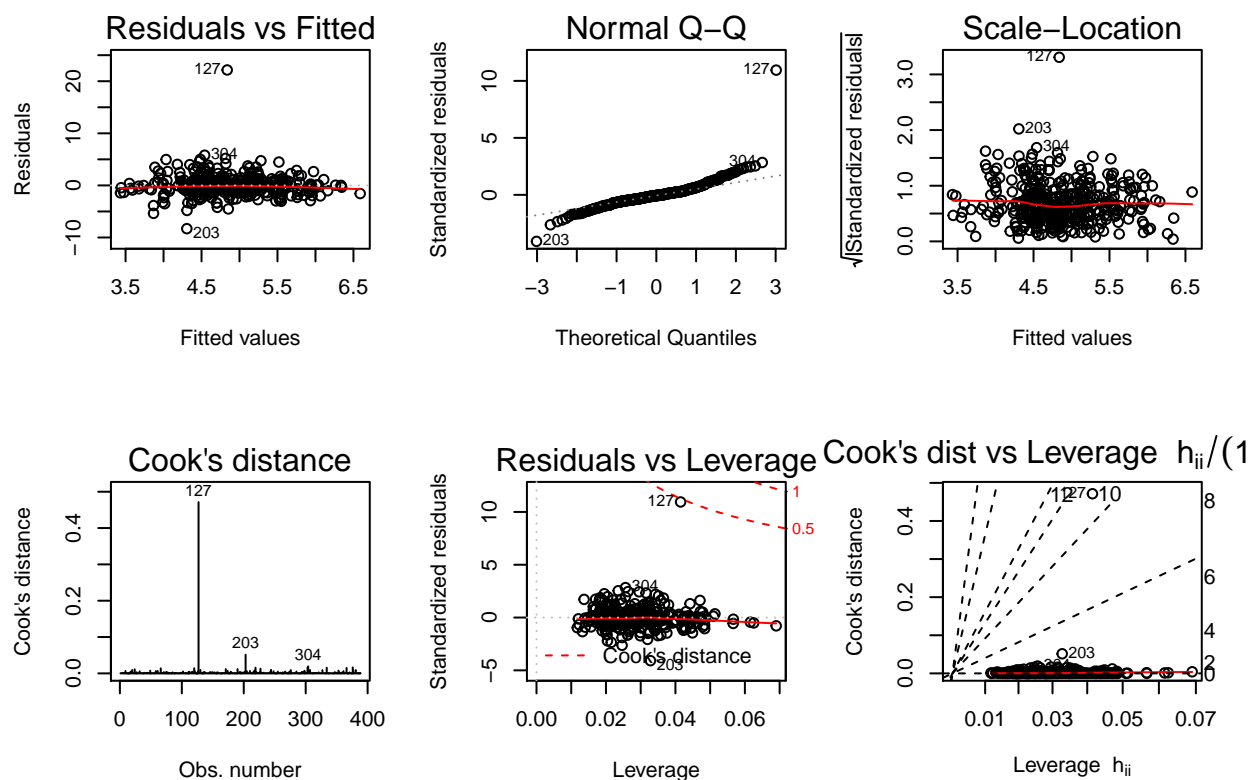 Residuals vs Fitted
Residuals
−10 0 10 20
127
304
203
3.5 4.5 5.5 6.5
Fitted values
Normal Q−Q
Standardized residuals
0 5 10
127
304
203
−3 −2 −1 0 1 2 3
Theoretical Quantiles
Scale−Location
√|Standardized residuals|
0.0 1.0 2.0 3.0
127
203
304
3.5 4.5 5.5 6.5
Fitted values
Cook's distance
Cook's distance
0.0 0.2 0.4
127
203
304
0 100 200 300 400
Obs. number
Residuals vs Leverage
Standardized residuals
−5 0 5 10
127
1
0.5
304
Cook's distance
203
0.00 0.02 0.04 0.06
Leverage
Cook's dist vs Leverage hii/(1
Cook's distance
0.0 0.2 0.4
12
127
10
8
6
4
2
0
203
304
0.01 0.03 0.05 0.07
Leverage hii